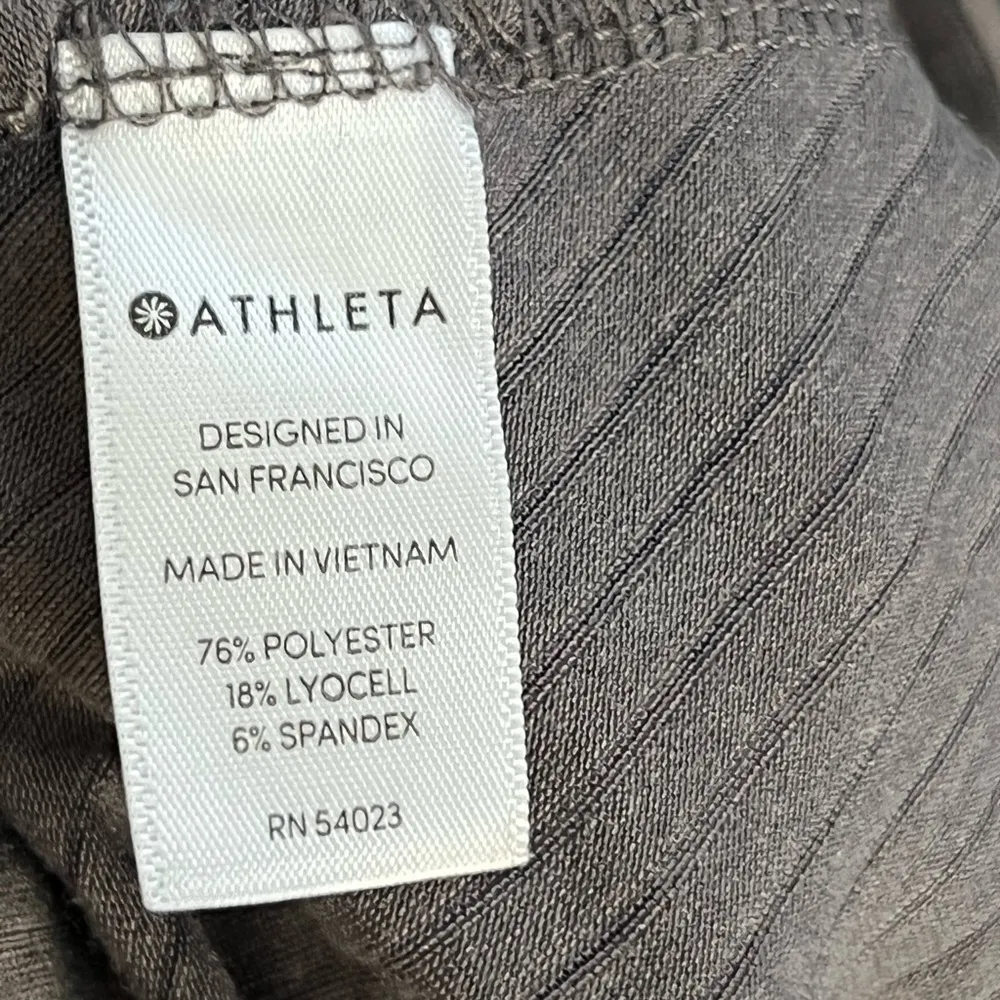 ATHLETA
DESIGNED IN
SAN FRANCISCO
MADE IN VIETNAM
76% POLYESTER
18% LYOCELL
6% SPANDEX
RN 54023